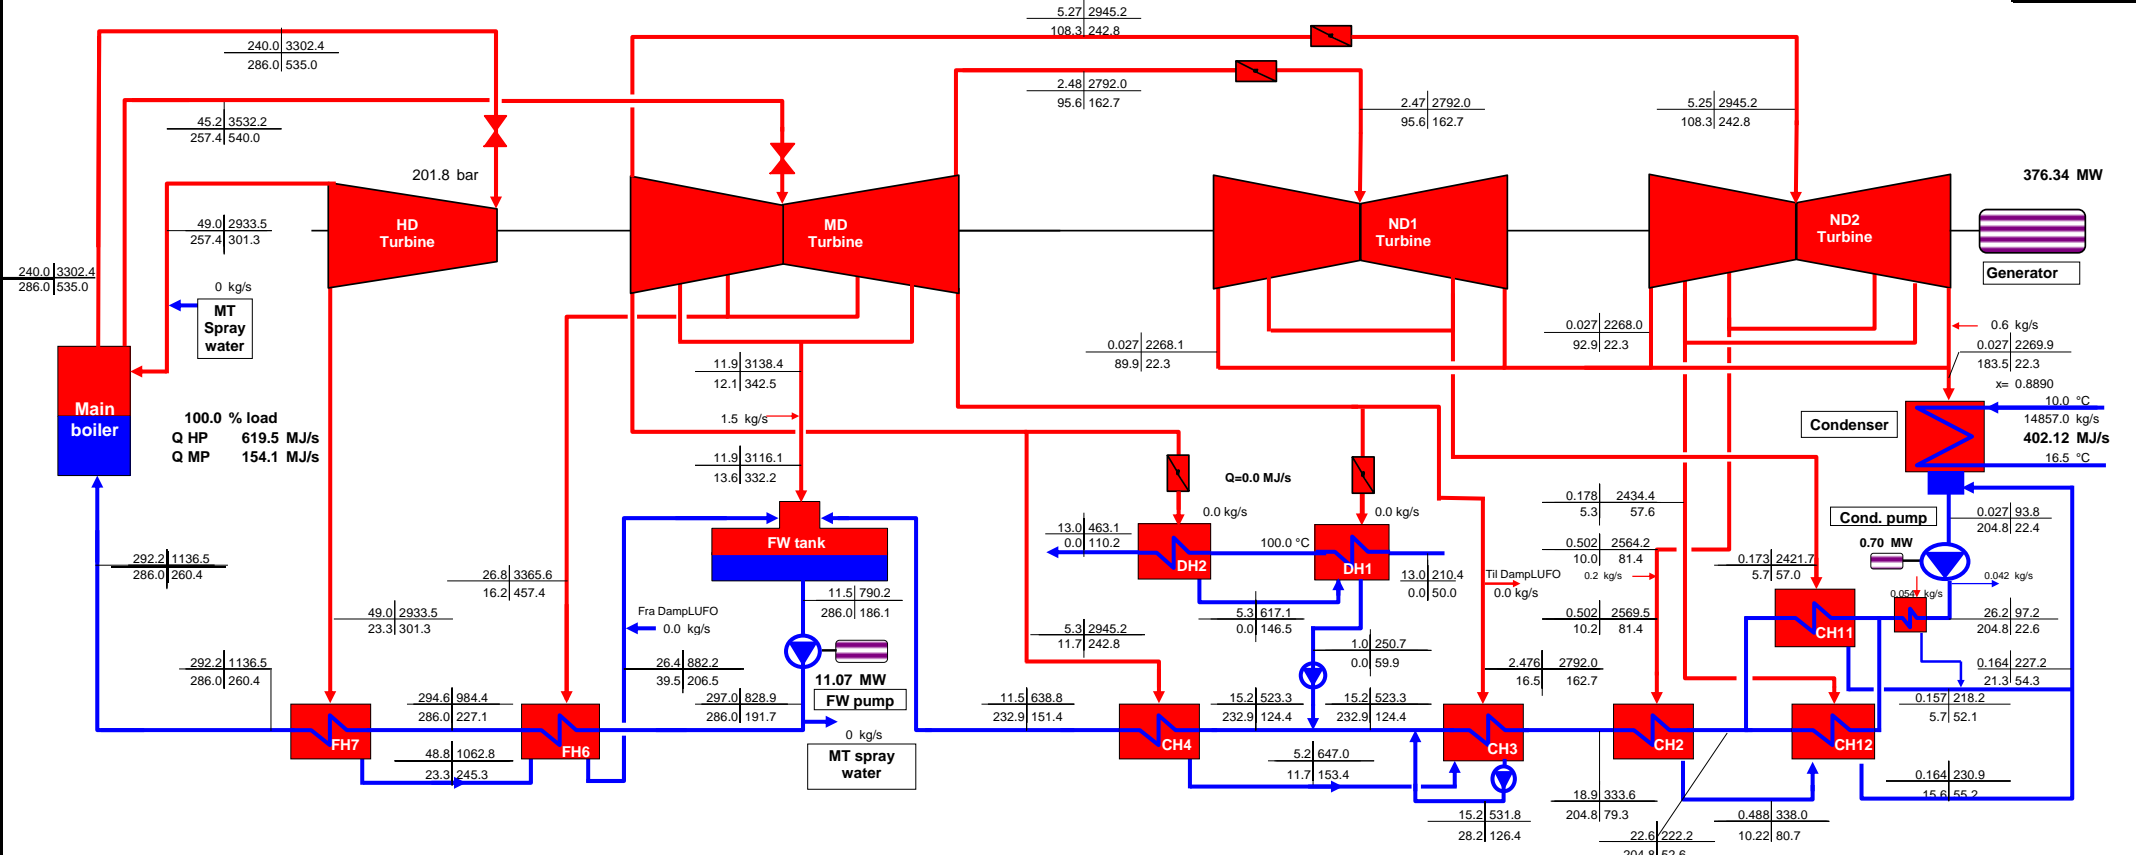 5.27 2945.2
108.3 242.8
240.0 3302.4
286.0 535.0
2.48 2792.0
95.6 162.7
2.47 2792.0
95.6 162.7
5.25 2945.2
108.3 242.8
45.2 3532.2
257.4 540.0
201.8 bar
376.34 MW
49.0 2933.5
257.4 301.3
HD
Turbine
MD
Turbine
ND1
Turbine
ND2
Turbine
Generator
240.0 3302.4
286.0 535.0
0 kg/s
MT
Spray
water
0.027 2268.1
89.9 22.3
0.027 2268.0
92.9 22.3
0.6 kg/s
0.027 2269.9
183.5 22.3
x= 0.8890
11.9 3138.4
12.1 342.5
1.5 kg/s
11.9 3116.1
13.6 332.2
Main
boiler
100.0 % load
Q HP 619.5 MJ/s
Q MP 154.1 MJ/s
Condenser
10.0 °C
14857.0 kg/s
402.12 MJ/s
16.5 °C
Q=0.0 MJ/s
0.0 kg/s
0.0 kg/s
13.0 463.1
0.0 110.2
100.0 °C
DH2
DH1
13.0 210.4
0.0 50.0
FW tank
0.178 2434.4
5.3 57.6
0.502 2564.2
10.0 81.4
Til DampLUFO
0.0 kg/s
0.2 kg/s
0.502 2569.5
10.2 81.4
0.173 2421.7
5.7 57.0
Cond. pump
0.70 MW
0.027 93.8
204.8 22.4
0.042 kg/s
0.054 kg/s
26.2 97.2
204.8 22.6
CH11
0.164 227.2
21.3 54.3
0.157 218.2
5.7 52.1
292.2 1136.5
286.0 260.4
26.8 3365.6
16.2 457.4
49.0 2933.5
23.3 301.3
Fra DampLUFO
0.0 kg/s
11.5 790.2
286.0 186.1
5.3 617.1
0.0 146.5
5.3 2945.2
11.7 242.8
1.0 250.7
0.0 59.9
2.476 2792.0
16.5 162.7
292.2 1136.5
286.0 260.4
26.4 882.2
39.5 206.5
11.07 MW
FW pump
294.6 984.4
286.0 227.1
297.0 828.9
286.0 191.7
11.5 638.8
232.9 151.4
15.2 523.3
232.9 124.4
15.2 523.3
232.9 124.4
FH7
FH6
CH4
CH3
CH2
CH12
0 kg/s
MT spray
water
48.8 1062.8
23.3 245.3
5.2 647.0
11.7 153.4
15.2 531.8
28.2 126.4
18.9 333.6
204.8 79.3
0.488 338.0
10.22 80.7
0.164 230.9
15.6 55.2
22.6 222.2
204.8 52.6